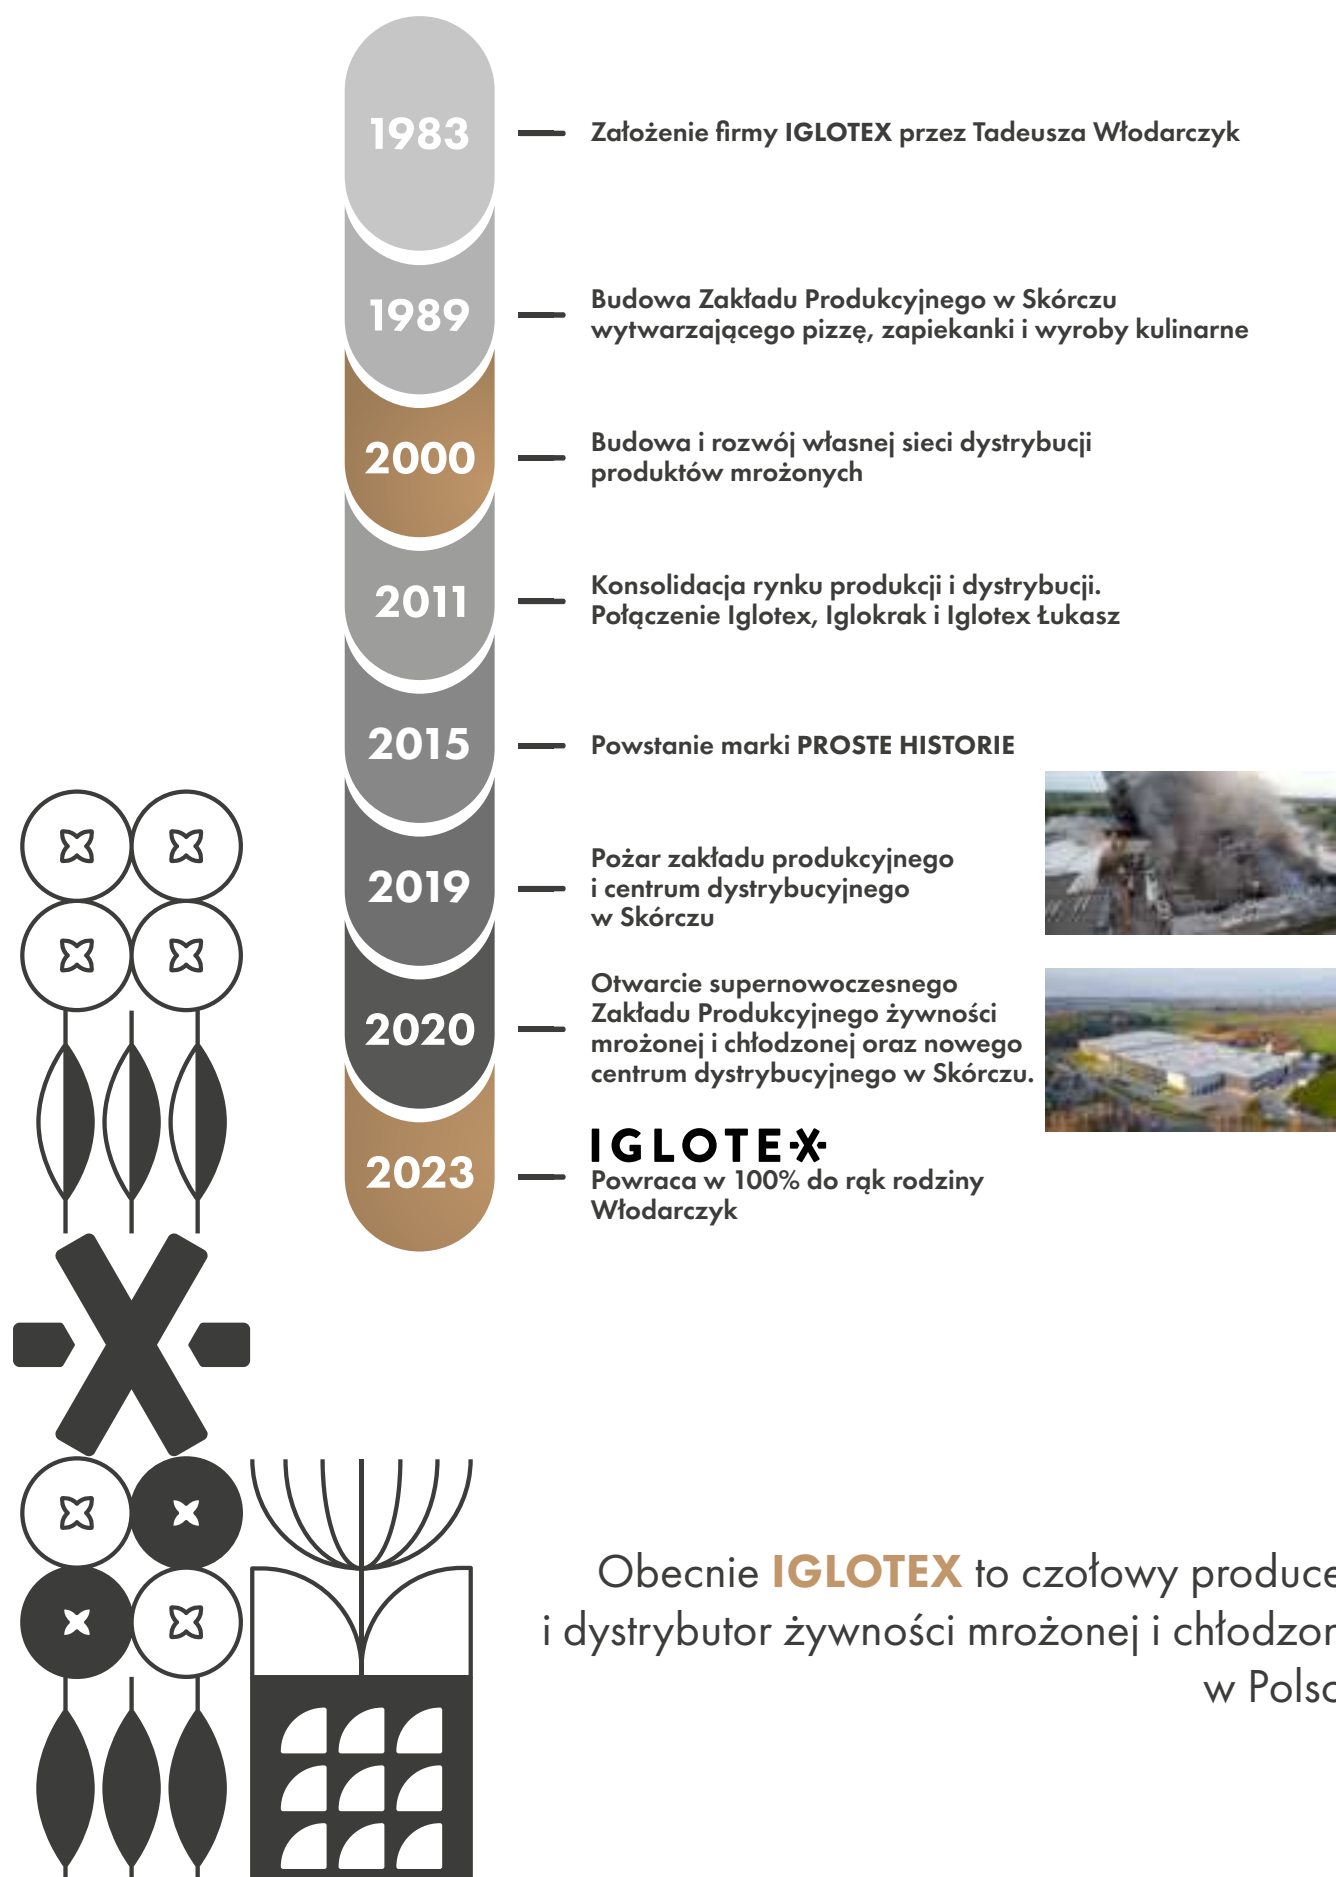 1983
Założenie firmy IGLOTEX przez Tadeusza Włodarczyk
1989
Budowa Zakładu Produkcyjnego w Skórczu
wytwarzającego pizzę, zapiekanki i wyroby kulinarne
2000
Budowa i rozwój własnej sieci dystrybucji
produktów mrożonych
2011
Konsolidacja rynku produkcji i dystrybucji.
Połączenie Iglotex, Iglokrak i Iglotex Łukasz
2015
Powstanie marki PROSTE HISTORIE
2019
Pożar zakładu produkcyjnego
i centrum dystrybucyjnego
w Skórczu
2020
Otwarcie supernowoczesnego
Zakładu Produkcyjnego żywności
mrożonej i chłodzonej oraz nowego
centrum dystrybucyjnego w Skórczu.
2023
IGLOTEX
Powraca w 100% do rąk rodziny
Włodarczyk
Obecnie IGLOTEX to czołowy produce
i dystrybutor żywności mrożonej i chłodzon
w Polsc